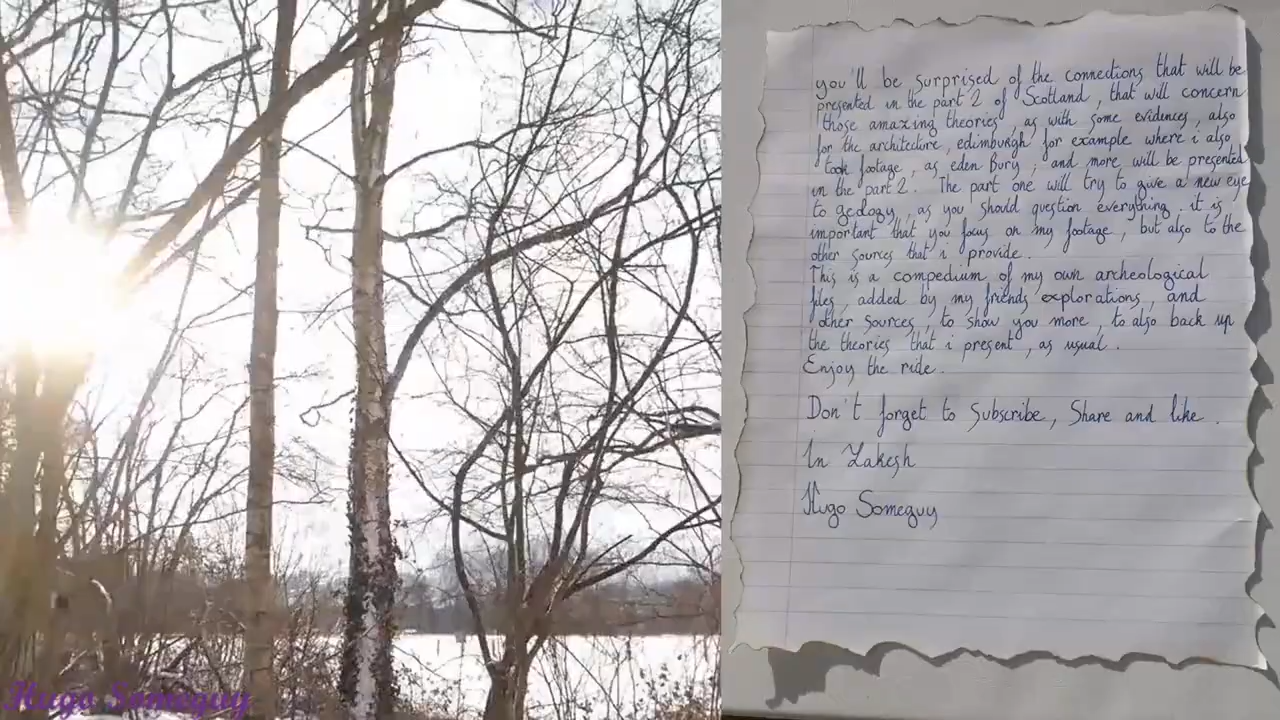 you'll be surprised of the connections that will be
presented in the part 2 of Scotland, that will concern
those amazing theories, as with some evidences, also
for the architecture, edimburgh for example where i also
took footage, as eden Bury, and more will be presented
in the part 2. The part one will try to give a new eye
to geology, as you should question everything. it is
important that you focus on my footage, but also to the
other sources that i provide.
This is a compedium of my own archeological
files, added by my friends explorations, and
other sources, to show you more, to also back up
the theories that i present, as usual.
Enjoy the ride.
Don't forget to Subscribe, Share and like.
In Lakesh
Hugo Someguy
Hugo Someguy